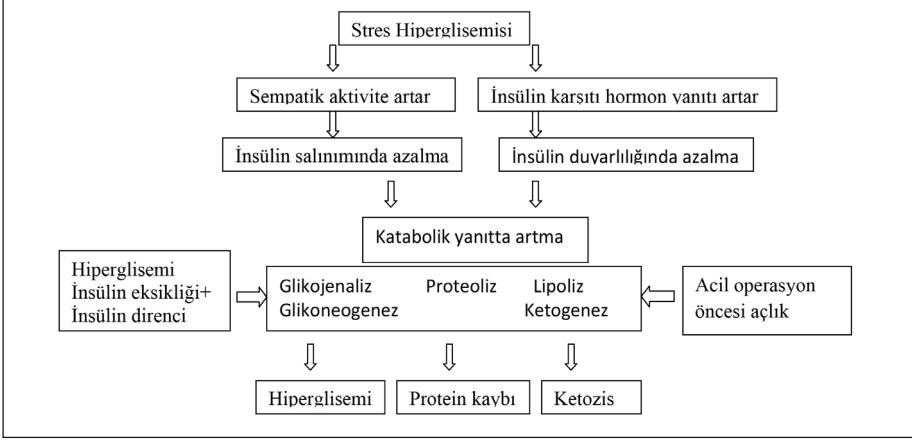 Stres Hiperglisemisi
Sempatik aktivite artar
İnsülin karşıtı hormon yanıtı artar
İnsülin salınımında azalma
İnsülin duyarlılığında azalma
Katabolik yanıtta artma
Hiperglisemi
İnsülin eksikliği+
İnsülin direnci
Glikojenaliz Proteoliz Lipoliz
Glikoneogenez Ketogenez
Acil operasyon
öncesi açlık
Hiperglisemi
Protein kaybı
Ketozis